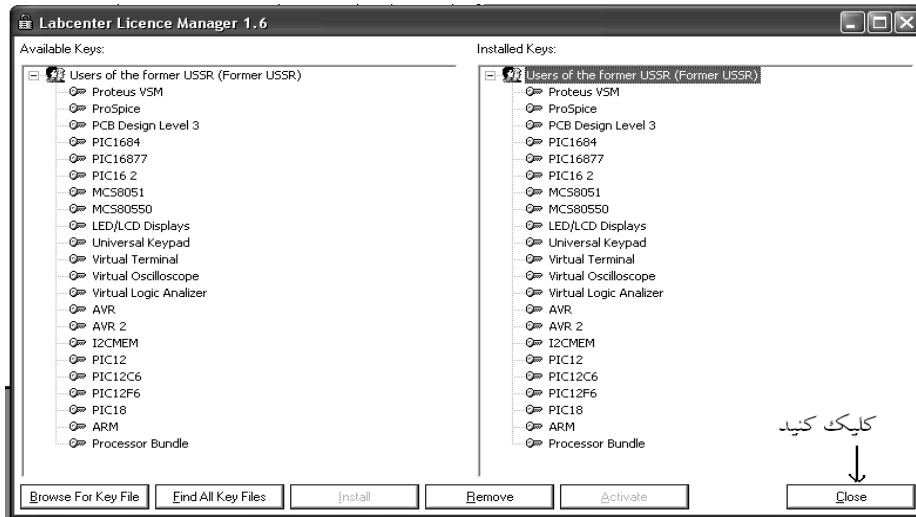 Labcenter Licence Manager 1.6
Available Keys:
Users of the former USSR (Former USSR)
Proteus VSM
ProSpice
PCB Design Level 3
PIC1684
PIC16877
PIC16 2
MCS8051
MCS80550
LED/LCD Displays
Universal Keypad
Virtual Terminal
Virtual Oscilloscope
Virtual Logic Analizer
AVR
AVR 2
I2CMEM
PIC12
PIC12C6
PIC12F6
PIC18
ARM
Processor Bundle
Installed Keys:
Users of the former USSR (Former USSR)
Proteus VSM
ProSpice
PCB Design Level 3
PIC1684
PIC16877
PIC16 2
MCS8051
MCS80550
LED/LCD Displays
Universal Keypad
Virtual Terminal
Virtual Oscilloscope
Virtual Logic Analizer
AVR
AVR 2
I2CMEM
PIC12
PIC12C6
PIC12F6
PIC18
ARM
Processor Bundle
کلیک کنید
Browse For Key File Find All Key Files Install Remove Activate Close